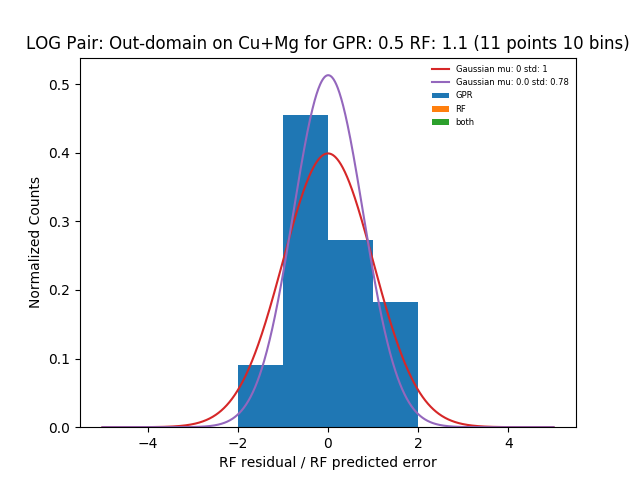 LOG Pair: Out-domain on Cu+Mg for GPR: 0.5 RF: 1.1 (11 points 10 bins)
Gaussian mu: 0 std: 1
Gaussian mu: 0.0 std: 0.78
GPR
RF
both
Normalized Counts
0.5
0.4
0.3
0.2
0.1
0.0
−4
−2
0
2
4
RF residual / RF predicted error